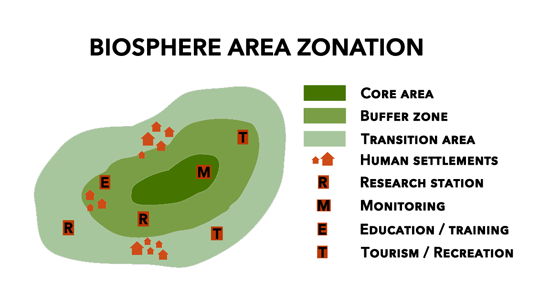 BIOSPHERE AREA ZONATION
CORE AREA
BUFFER ZONE
TRANSITION AREA
HUMAN SETTLEMENTS
R RESEARCH STATION
M MONITORING
E EDUCATION / TRAINING
T TOURISM / RECREATION
T
M
E
R
R
T